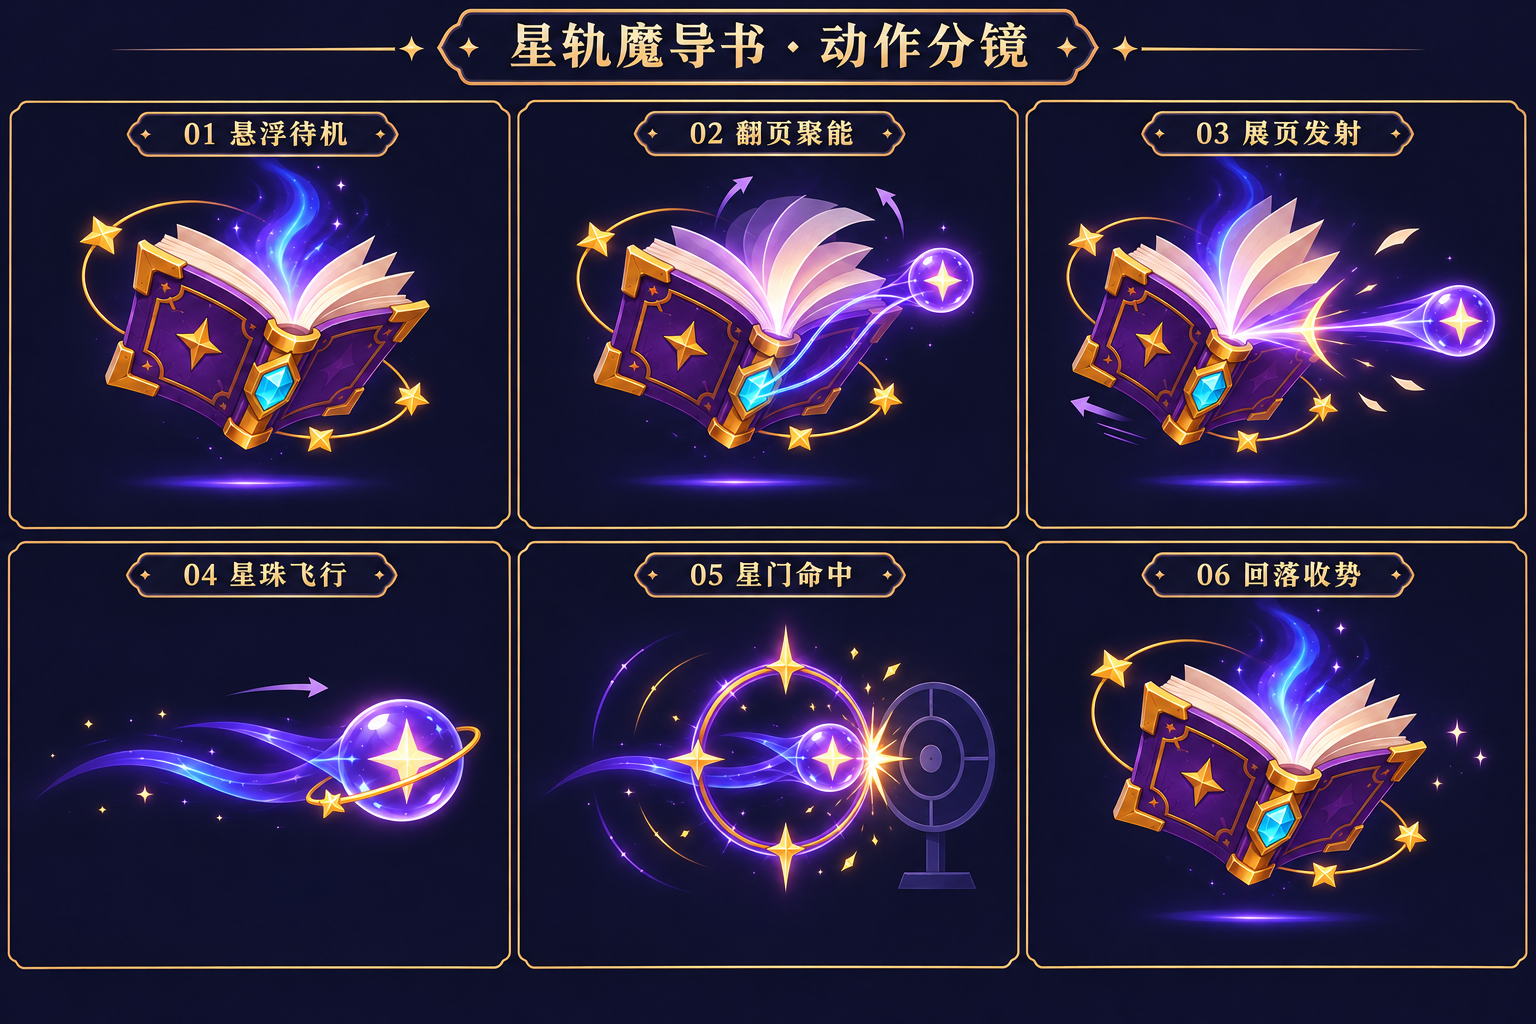 星轨魔导书·动作分镜
01 悬浮待机
02 翻页聚能
03 展页发射
04 星珠飞行
05 星门命中
06 回落收势